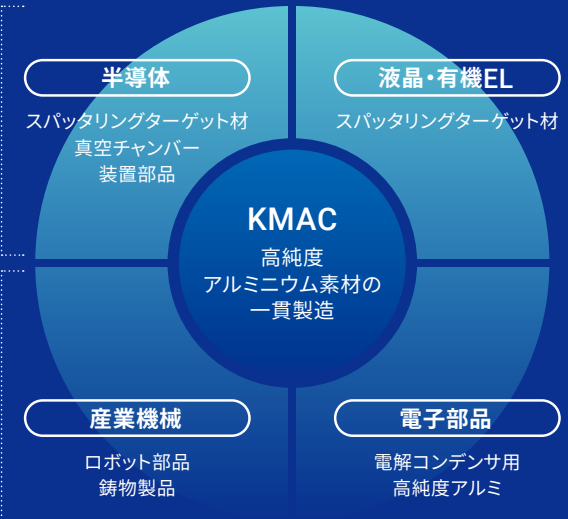 半導体
スパッタリングターゲット材
真空チャンバー
装置部品
液晶・有機EL
スパッタリングターゲット材
KMAC
高純度
アルミニウム素材の
一貫製造
産業機械
ロボット部品
鋳物製品
電子部品
電解コンデンサ用
高純度アルミ